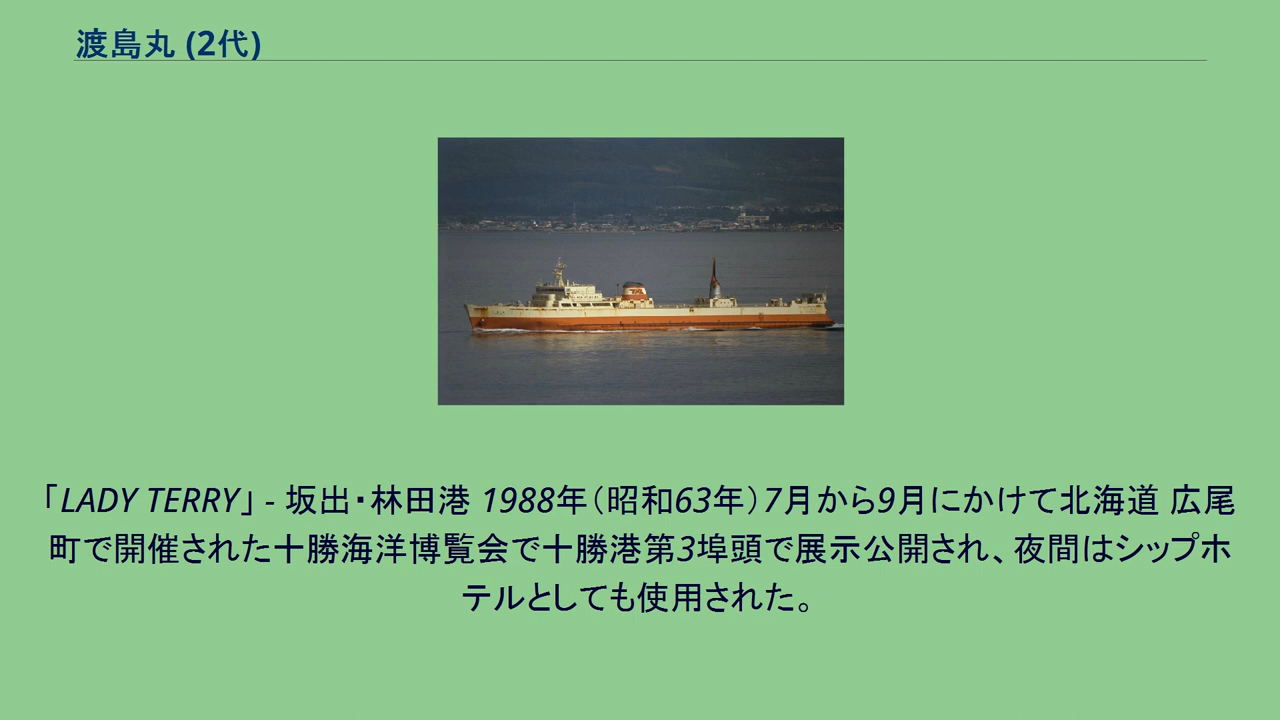 渡島丸 (2代)
「LADY TERRY」 - 坂出・林田港 1988年（昭和63年）7月から9月にかけて北海道 広尾
町で開催された十勝海洋博覧会で十勝港第3埠頭で展示公開され、夜間はシップホ
テルとしても使用された。